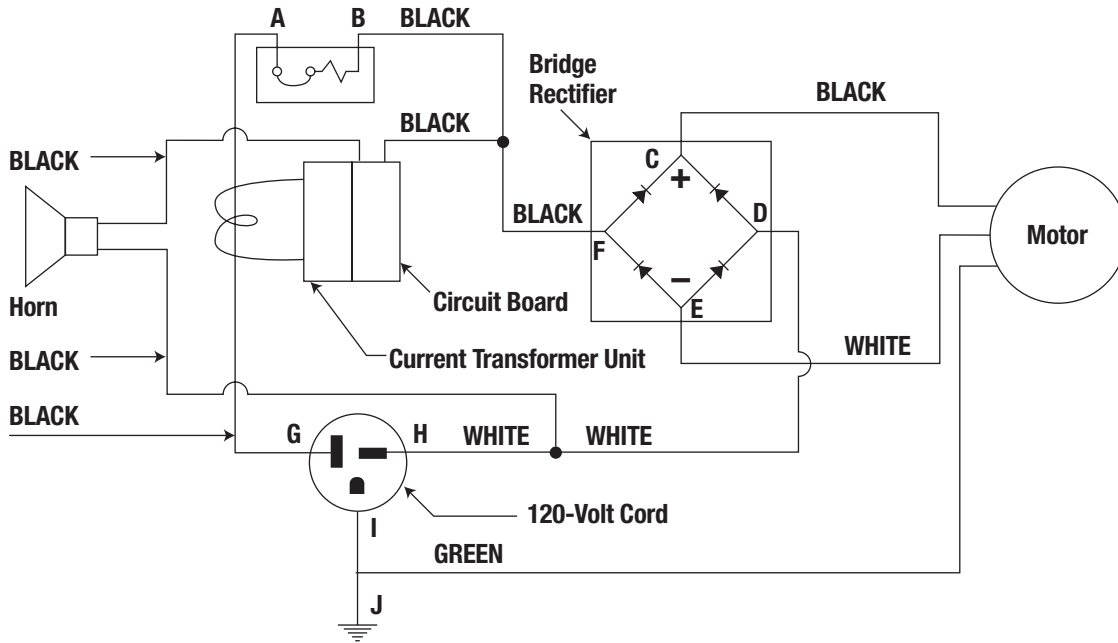 A B BLACK
Bridge
Rectifier
BLACK
BLACK
BLACK
C
+
D
BLACK
F
Motor
−
E
Horn
Circuit Board
BLACK
Current Transformer Unit
WHITE
BLACK
G H WHITE WHITE
120-Volt Cord
I
GREEN
J